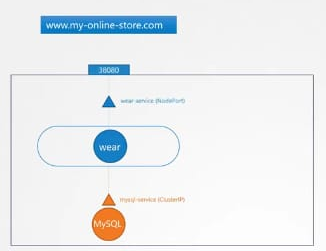 www.my-online-store.com
38080
wear-service (NodePort)
wear
mysql-service (ClusterIP)
MySQL